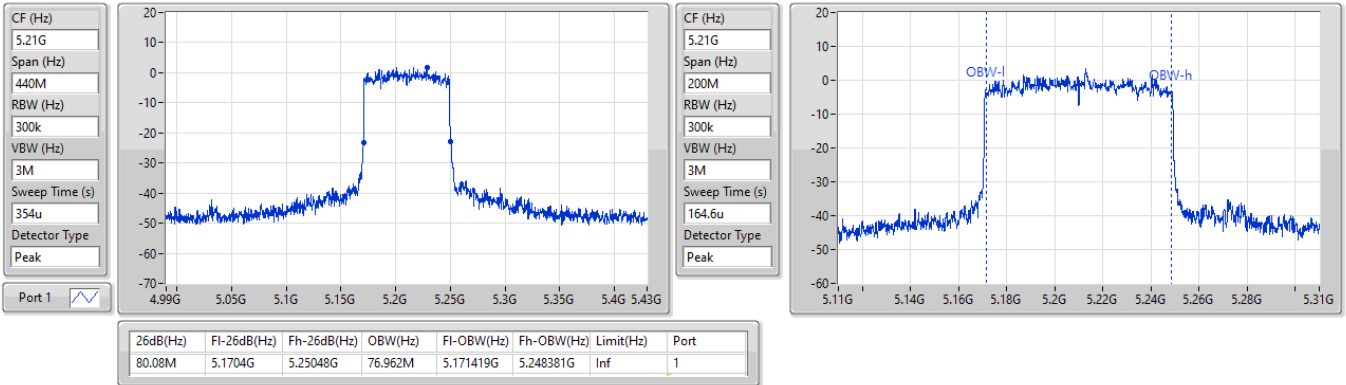 CF (Hz)
5.21G
Span (Hz)
440M
RBW (Hz)
300k
VBW (Hz)
3M
Sweep Time (s)
354u
Detector Type
Peak
Port 1
20
10
0
-10
-20
-30
-40
-50
-60
-70
4.99G 5.05G 5.1G 5.15G 5.2G 5.25G 5.3G 5.35G 5.4G 5.43G
CF (Hz)
5.21G
Span (Hz)
200M
RBW (Hz)
300k
VBW (Hz)
3M
Sweep Time (s)
164.6u
Detector Type
Peak
20
10
0
-10
-20
-30
-40
-50
-60
OBW-l OBW-h
5.11G 5.14G 5.16G 5.18G 5.2G 5.22G 5.24G 5.26G 5.28G 5.31G
26dB(Hz) Fl-26dB(Hz) Fh-26dB(Hz) OBW(Hz) Fl-OBW(Hz) Fh-OBW(Hz) Limit(Hz) Port
80.08M 5.1704G 5.25048G 76.962M 5.171419G 5.248381G Inf 1